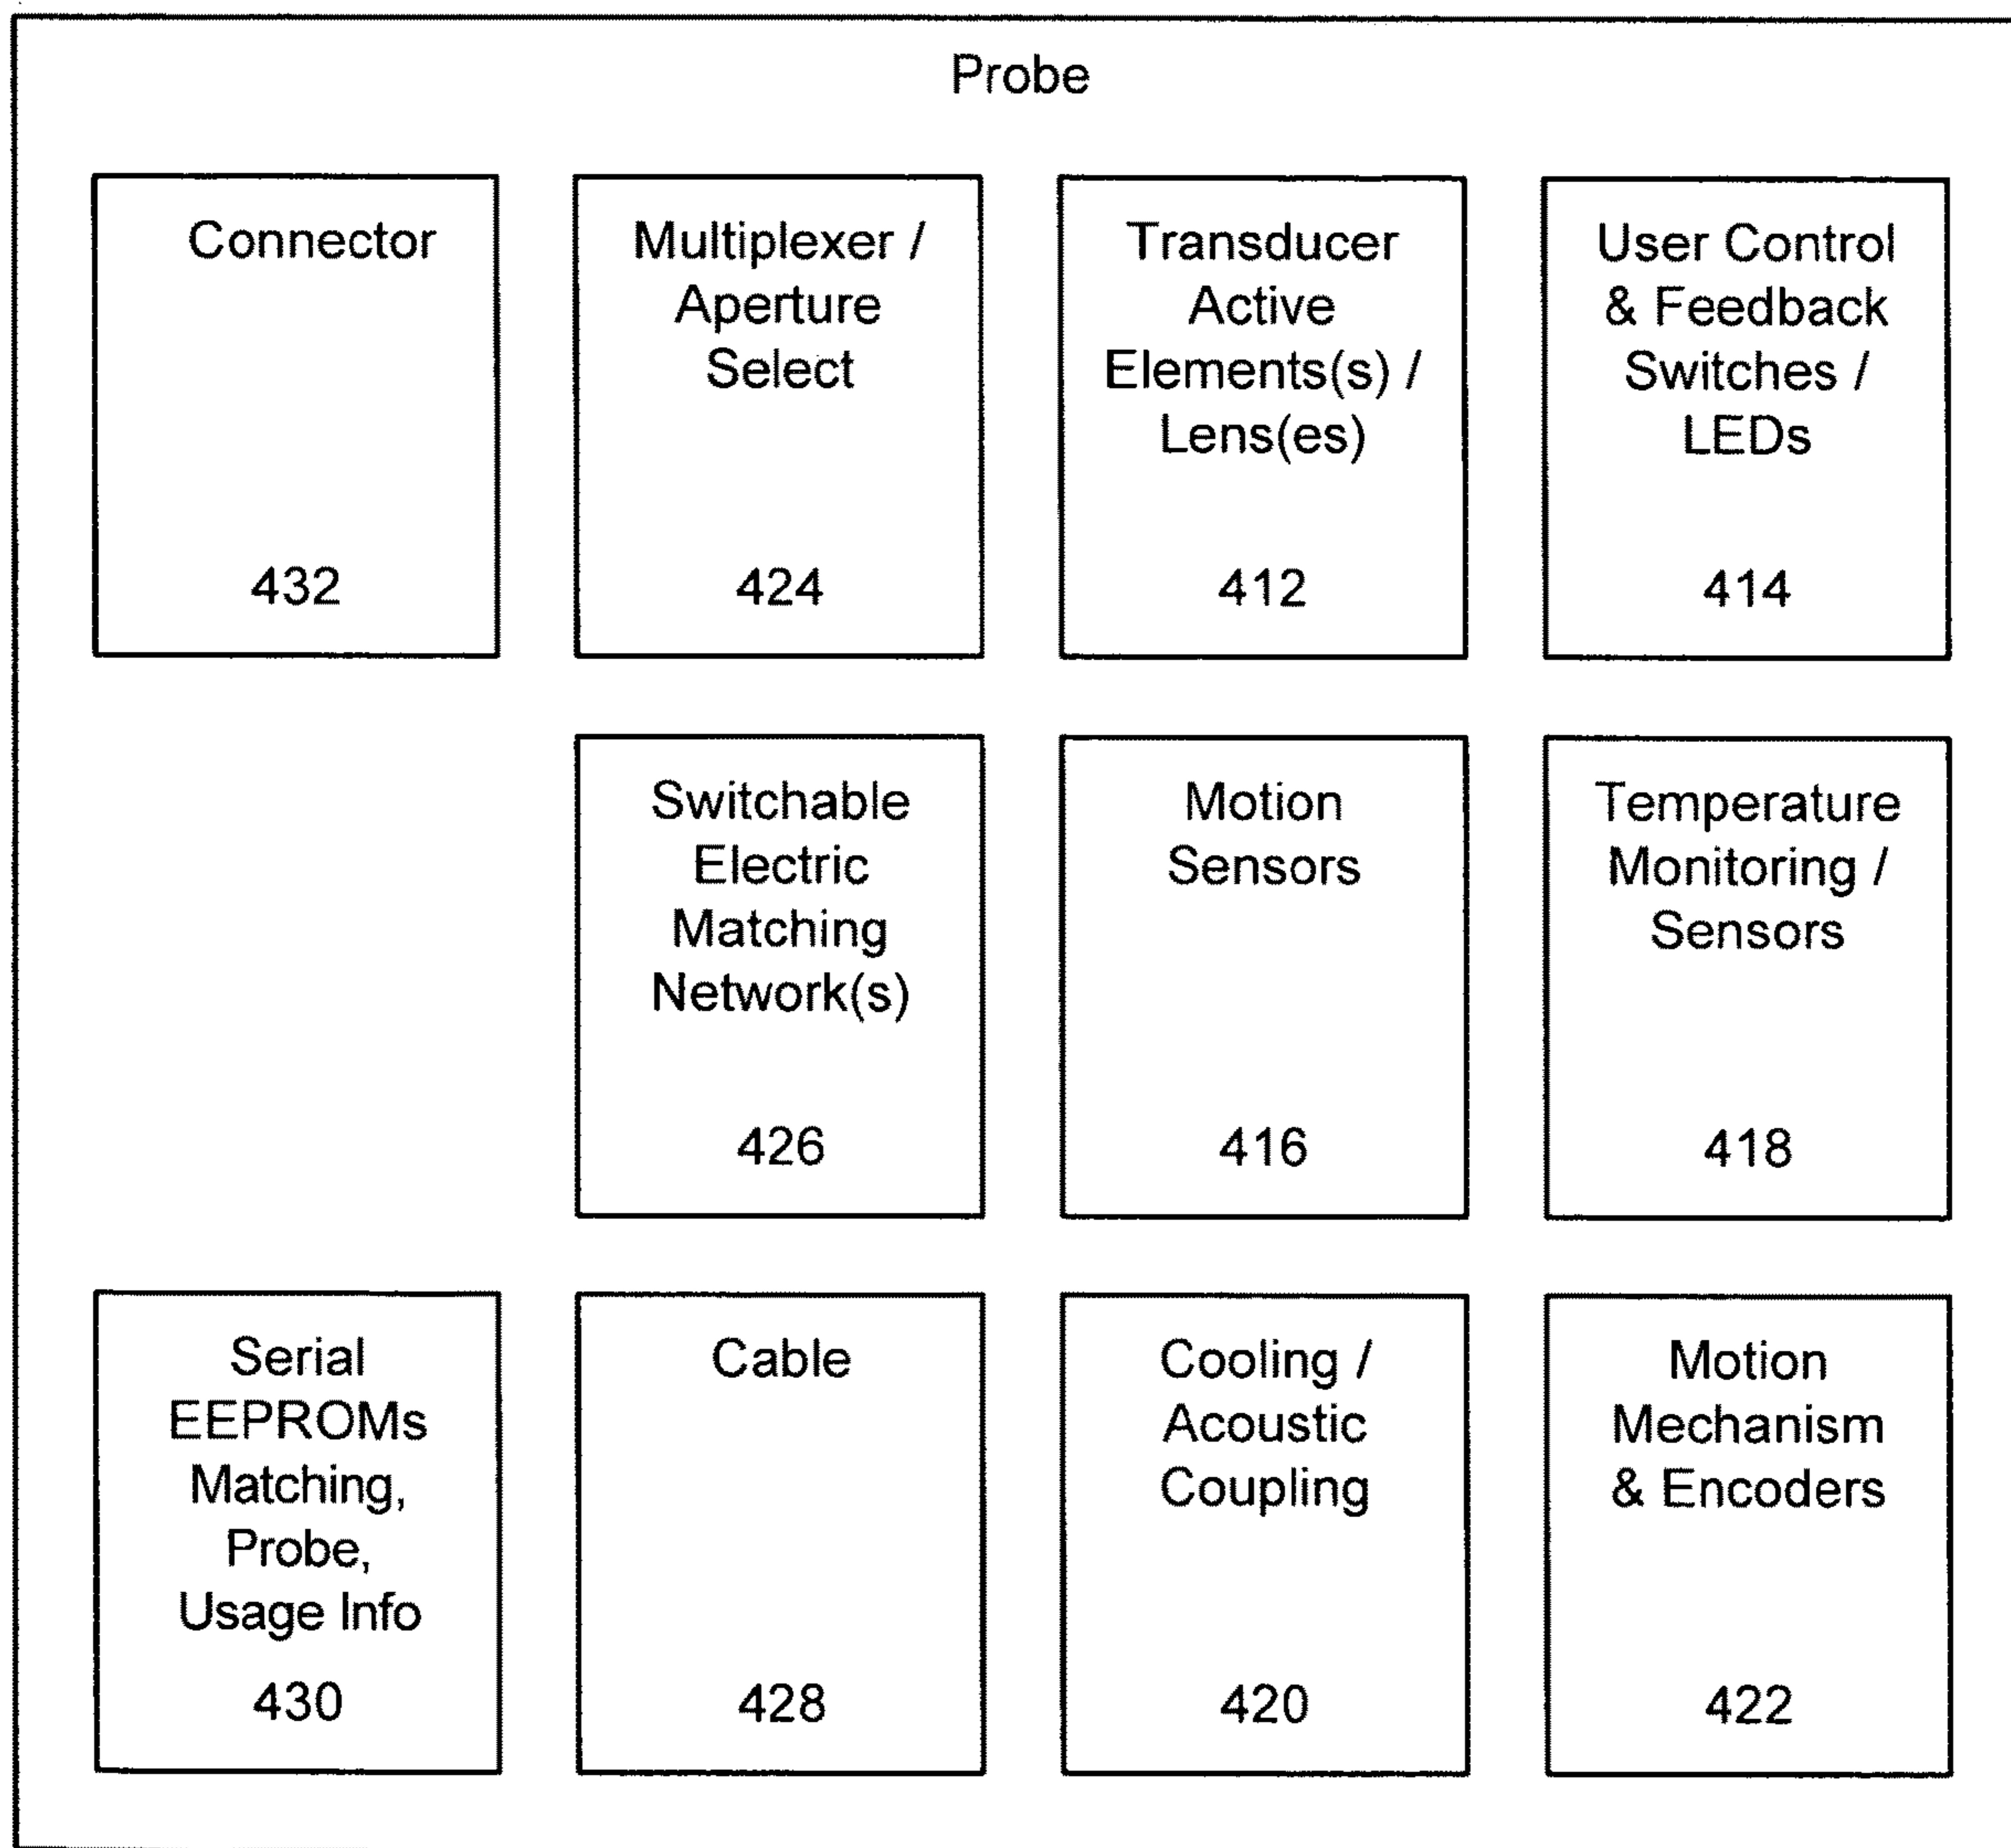 Probe
Connector
432
Multiplexer /
Aperture
Select
424
Transducer
Active
Elements(s) /
Lens(es)
412
User Control
& Feedback
Switches /
LEDs
414
Switchable
Electric
Matching
Network(s)
426
Motion
Sensors
416
Temperature
Monitoring /
Sensors
418
Serial
EEPROMs
Matching,
Probe,
Usage Info
430
Cable
428
Cooling /
Acoustic
Coupling
420
Motion
Mechanism
& Encoders
422